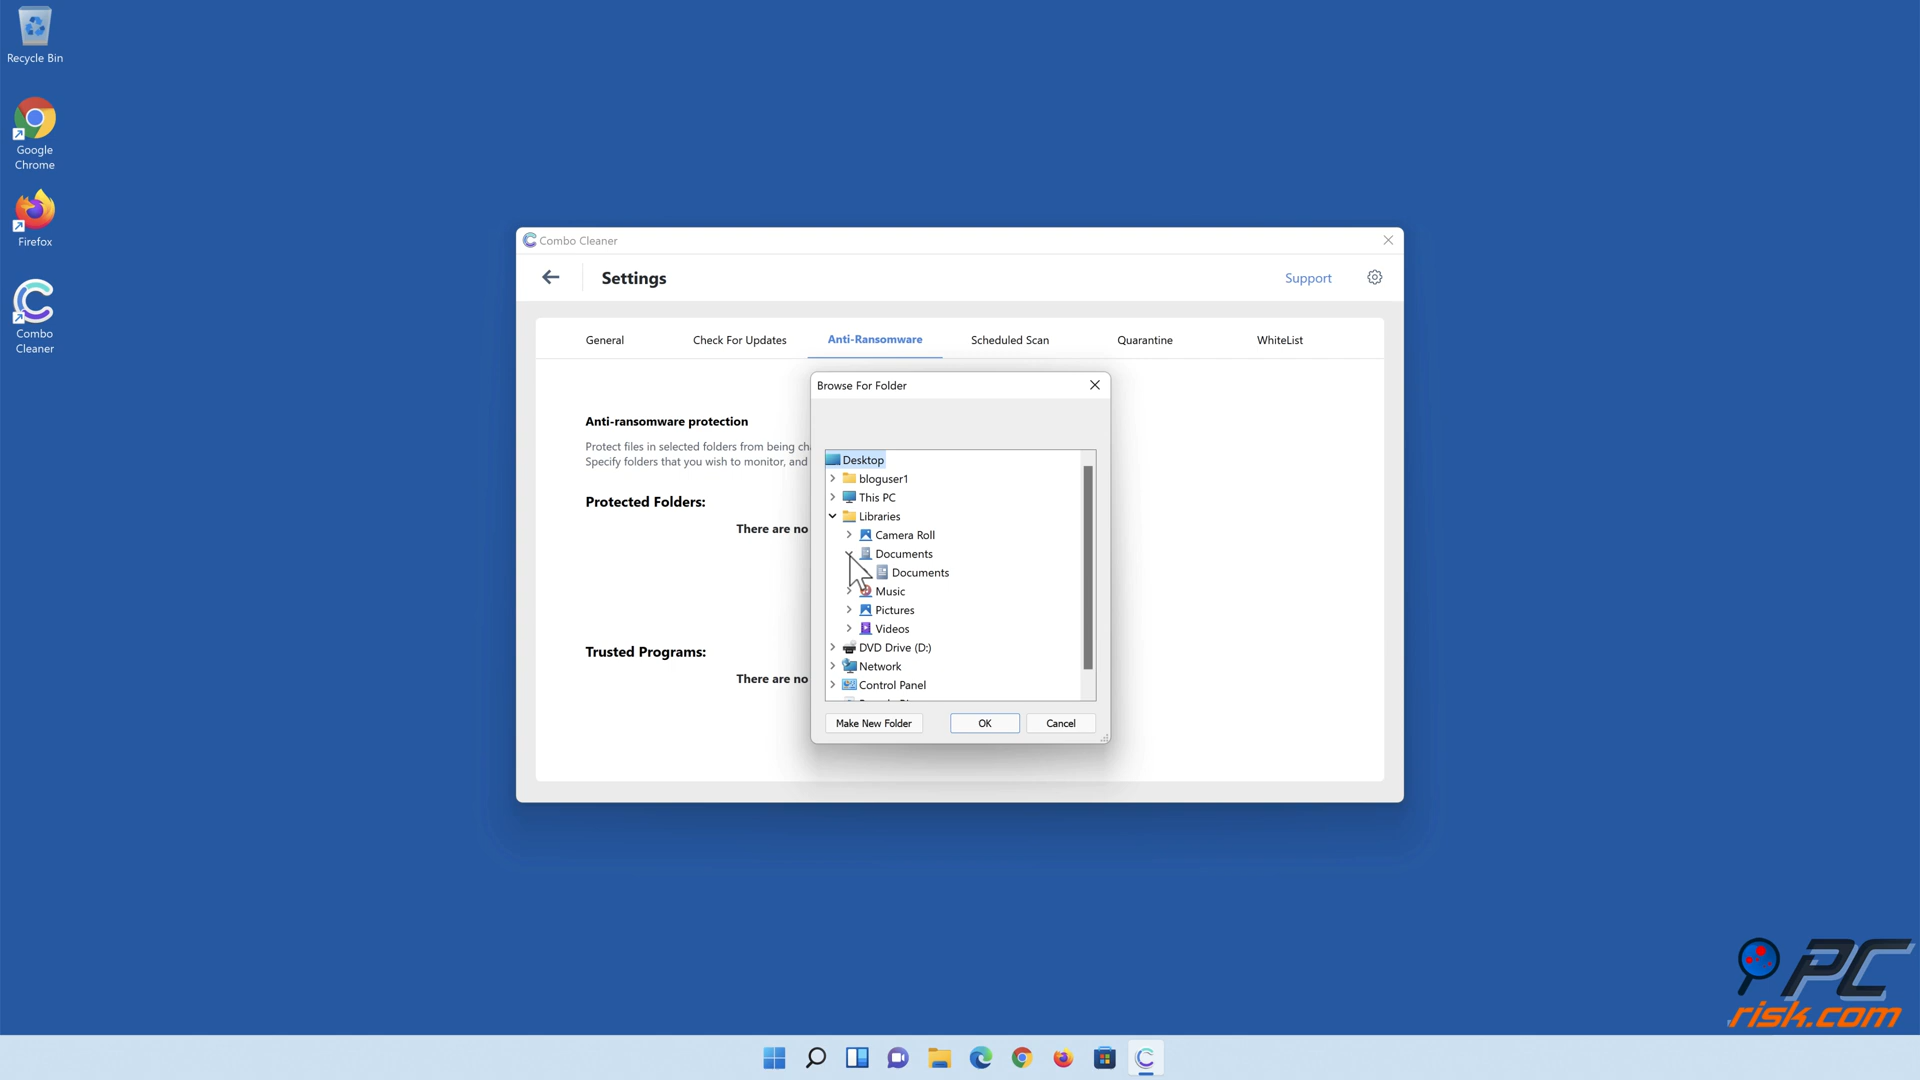 Recycle Bin
Google
Chrome
Firefox
Combo
Cleaner
Combo Cleaner
Settings
Support
General
Check For Updates
Anti-Ransomware
Scheduled Scan
Quarantine
WhiteList
Anti-ransomware protection
Protect files in selected folders from being
Specify folders that you wish to monitor, and
Protected Folders:
There are no
Trusted Programs:
There are no
Browse For Folder
Desktop
bloguser1
This PC
Libraries
Camera Roll
Documents
Documents
Music
Pictures
Videos
DVD Drive (D:)
Network
Control Panel
Make New Folder
OK
Cancel
PC
risk.com